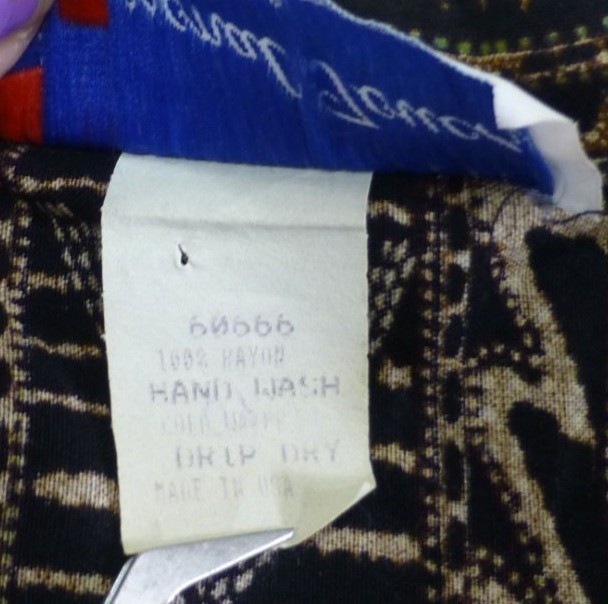 60666
100% RAYON
HAND WASH
COLD WATER
DRIP DRY
MADE IN USA